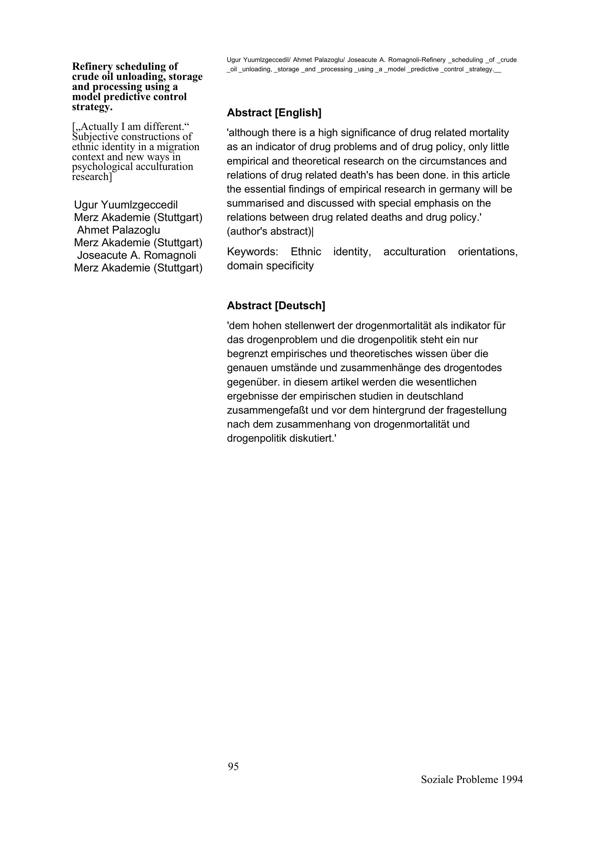 Refinery scheduling of
crude oil unloading, storage
and processing using a
model predictive control
strategy.
[„Actually I am different.“
Subjective constructions of
ethnic identity in a migration
context and new ways in
psychological acculturation
research]
Ugur Yuumlzgeccedil
Merz Akademie (Stuttgart)
Ahmet Palazoglu
Merz Akademie (Stuttgart)
Joseacute A. Romagnoli
Merz Akademie (Stuttgart)
Ugur Yuumlzgeccedil/ Ahmet Palazoglu/ Joseacute A. Romagnoli-Refinery _scheduling _of _crude
_oil _unloading, _storage _and _processing _using _a _model _predictive _control _strategy.__
Abstract [English]
'although there is a high significance of drug related mortality
as an indicator of drug problems and of drug policy, only little
empirical and theoretical research on the circumstances and
relations of drug related death's has been done. in this article
the essential findings of empirical research in germany will be
summarised and discussed with special emphasis on the
relations between drug related deaths and drug policy.'
(author's abstract)|
Keywords: Ethnic identity, acculturation orientations,
domain specificity
Abstract [Deutsch]
'dem hohen stellenwert der drogenmortalität als indikator für
das drogenproblem und die drogenpolitik steht ein nur
begrenzt empirisches und theoretisches wissen über die
genauen umstände und zusammenhänge des drogentodes
gegenüber. in diesem artikel werden die wesentlichen
ergebnisse der empirischen studien in deutschland
zusammengefaßt und vor dem hintergrund der fragestellung
nach dem zusammenhang von drogenmortalität und
drogenpolitik diskutiert.'
95
Soziale Probleme 1994